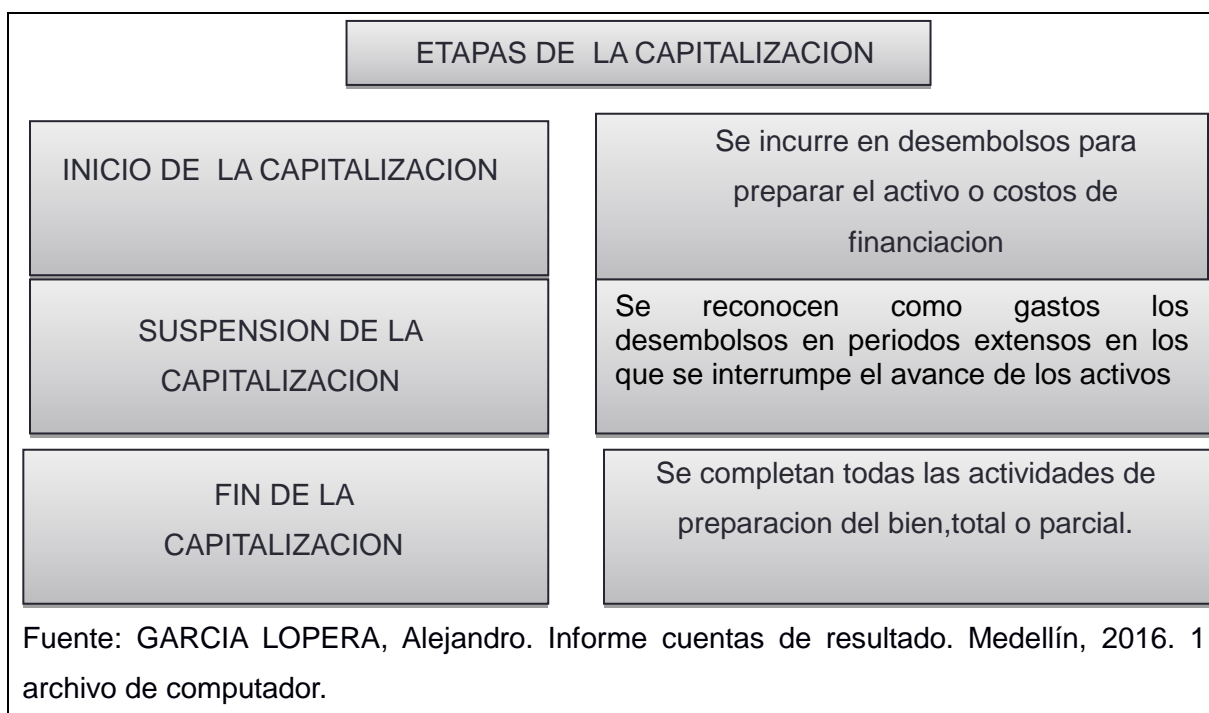 ETAPAS DE LA CAPITALIZACION
INICIO DE LA CAPITALIZACION
Se incurre en desembolsos para
preparar el activo o costos de
financiacion
SUSPENSION DE LA
CAPITALIZACION
Se reconocen como gastos los
desembolsos en periodos extensos en los
que se interrumpe el avance de los activos
FIN DE LA
CAPITALIZACION
Se completan todas las actividades de
preparacion del bien,total o parcial.
Fuente: GARCIA LOPERA, Alejandro. Informe cuentas de resultado. Medellín, 2016. 1
archivo de computador.